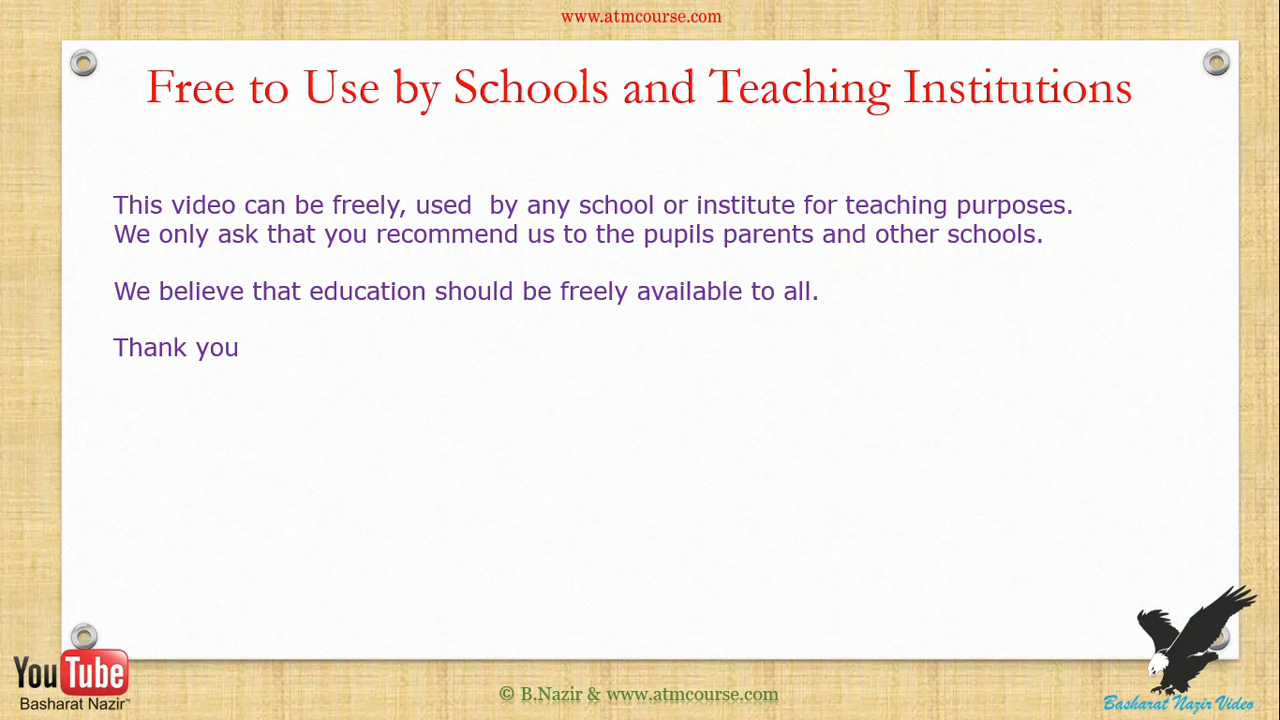 www.atmcourse.com
Free to Use by Schools and Teaching Institutions
This video can be freely, used  by any school or institute for teaching purposes.
We only ask that you recommend us to the pupils parents and other schools.
We believe that education should be freely available to all.
Thank you
YouTube
Basharat Nazir™
© B.Nazir & www.atmcourse.com
Basharat Nazir Video